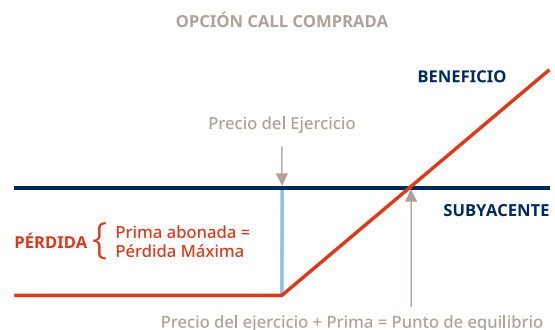 OPCIÓN CALL COMPRADA
BENEFICIO
Precio del Ejercicio
SUBYACENTE
PÉRDIDA
Prima abonada =
Pérdida Máxima
Precio del ejercicio + Prima = Punto de equilibrio